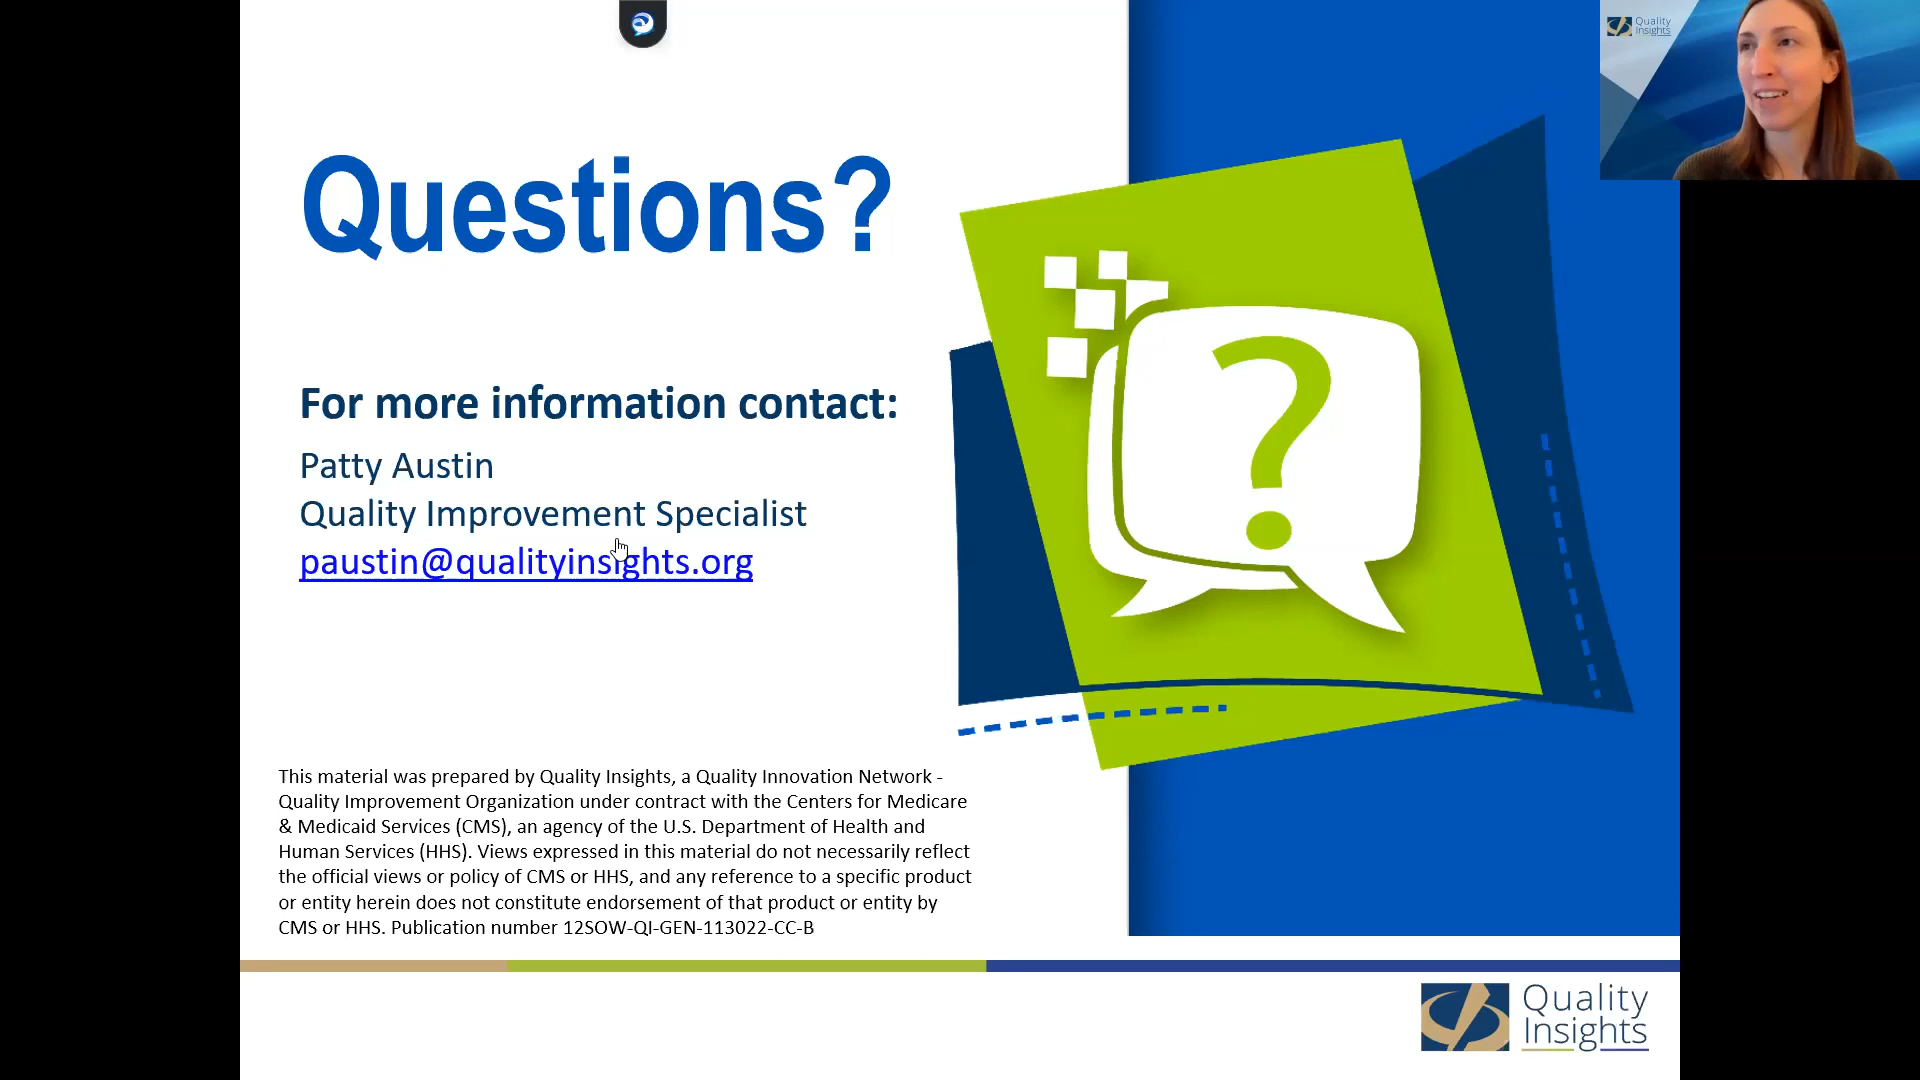 Quality
Insights
Questions?
?
For more information contact:
Patty Austin
Quality Improvement Specialist
paustin@qualityinsights.org
This material was prepared by Quality Insights, a Quality Innovation Network -
Quality Improvement Organization under contract with the Centers for Medicare
& Medicaid Services (CMS), an agency of the U.S. Department of Health and
Human Services (HHS). Views expressed in this material do not necessarily reflect
the official views or policy of CMS or HHS, and any reference to a specific product
or entity herein does not constitute endorsement of that product or entity by
CMS or HHS. Publication number 12SOW-QI-GEN-113022-CC-B
Quality
Insights